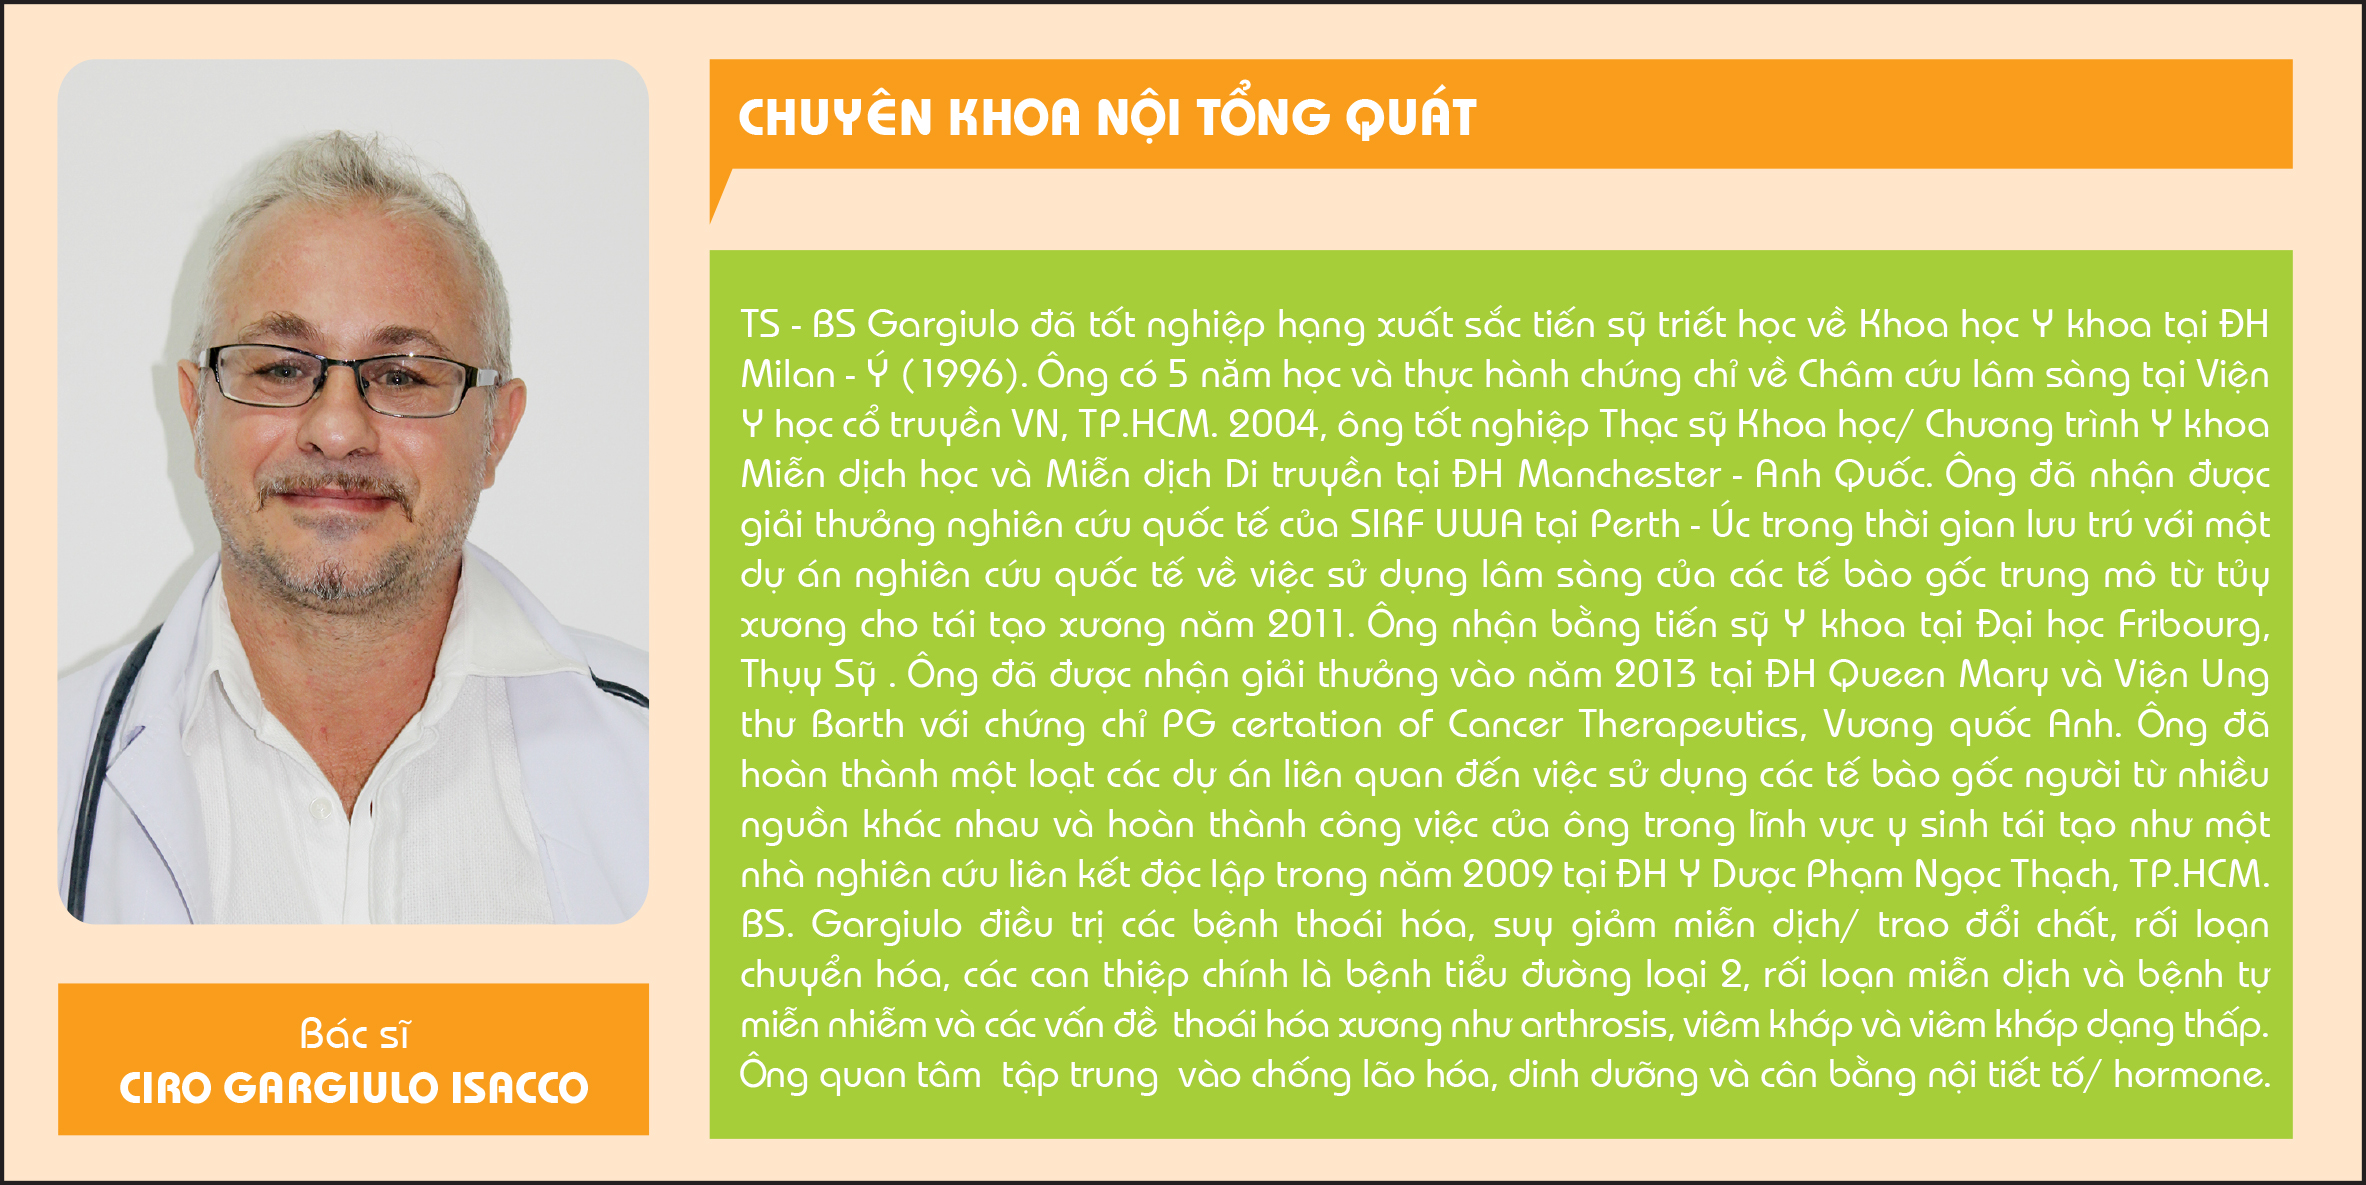 CHUYÊN KHOA NỘI TỔNG QUÁT
TS - BS Gargiulo đã tốt nghiệp hạng xuất sắc tiến sỹ triết học về Khoa học Y khoa tại ĐH
Milan - Ý (1996). Ông có 5 năm học và thực hành chứng chỉ về Châm cứu lâm sàng tại Viện
Y học cổ truyền VN, TP.HCM. 2004, ông tốt nghiệp Thạc sỹ Khoa học/ Chương trình Y khoa
Miễn dịch học và Miễn dịch Di truyền tại ĐH Manchester - Anh Quốc. Ông đã nhận được
giải thưởng nghiên cứu quốc tế của SIRF UWA tại Perth - Úc trong thời gian lưu trú với một
dự án nghiên cứu quốc tế về việc sử dụng lâm sàng của các tế bào gốc trung mô từ tủy
xương cho tái tạo xương năm 2011. Ông nhận bằng tiến sỹ Y khoa tại Đại học Fribourg,
Thụy Sỹ . Ông đã được nhận giải thưởng vào năm 2013 tại ĐH Queen Mary và Viện Ung
thư Barth với chứng chỉ PG certation of Cancer Therapeutics, Vương quốc Anh. Ông đã
hoàn thành một loạt các dự án liên quan đến việc sử dụng các tế bào gốc người từ nhiều
nguồn khác nhau và hoàn thành công việc của ông trong lĩnh vực y sinh tái tạo như một
nhà nghiên cứu liên kết độc lập trong năm 2009 tại ĐH Y Dược Phạm Ngọc Thạch, TP.HCM.
BS. Gargiulo điều trị các bệnh thoái hóa, suy giảm miễn dịch/ trao đổi chất, rối loạn
chuyển hóa, các can thiệp chính là bệnh tiểu đường loại 2, rối loạn miễn dịch và bệnh tự
miễn nhiễm và các vấn đề thoái hóa xương như arthrosis, viêm khớp và viêm khớp dạng thấp.
Ông quan tâm tập trung vào chống lão hóa, dinh dưỡng và cân bằng nội tiết tố/ hormone.
Bác sĩ
CIRO GARGIULO ISACCO